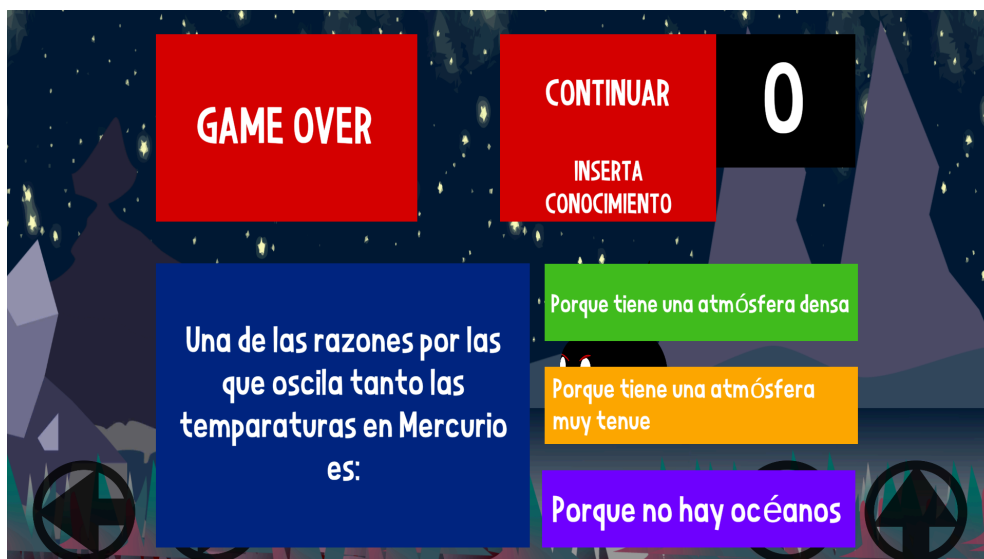 GAME OVER
CONTINUAR
0
INSERTA
CONOCIMIENTO
Una de las razones por las
que oscila tanto las
temparaturas en Mercurio
es:
Porque tiene una atmósfera densa
Porque tiene una atmósfera
muy tenue
Porque no hay océanos